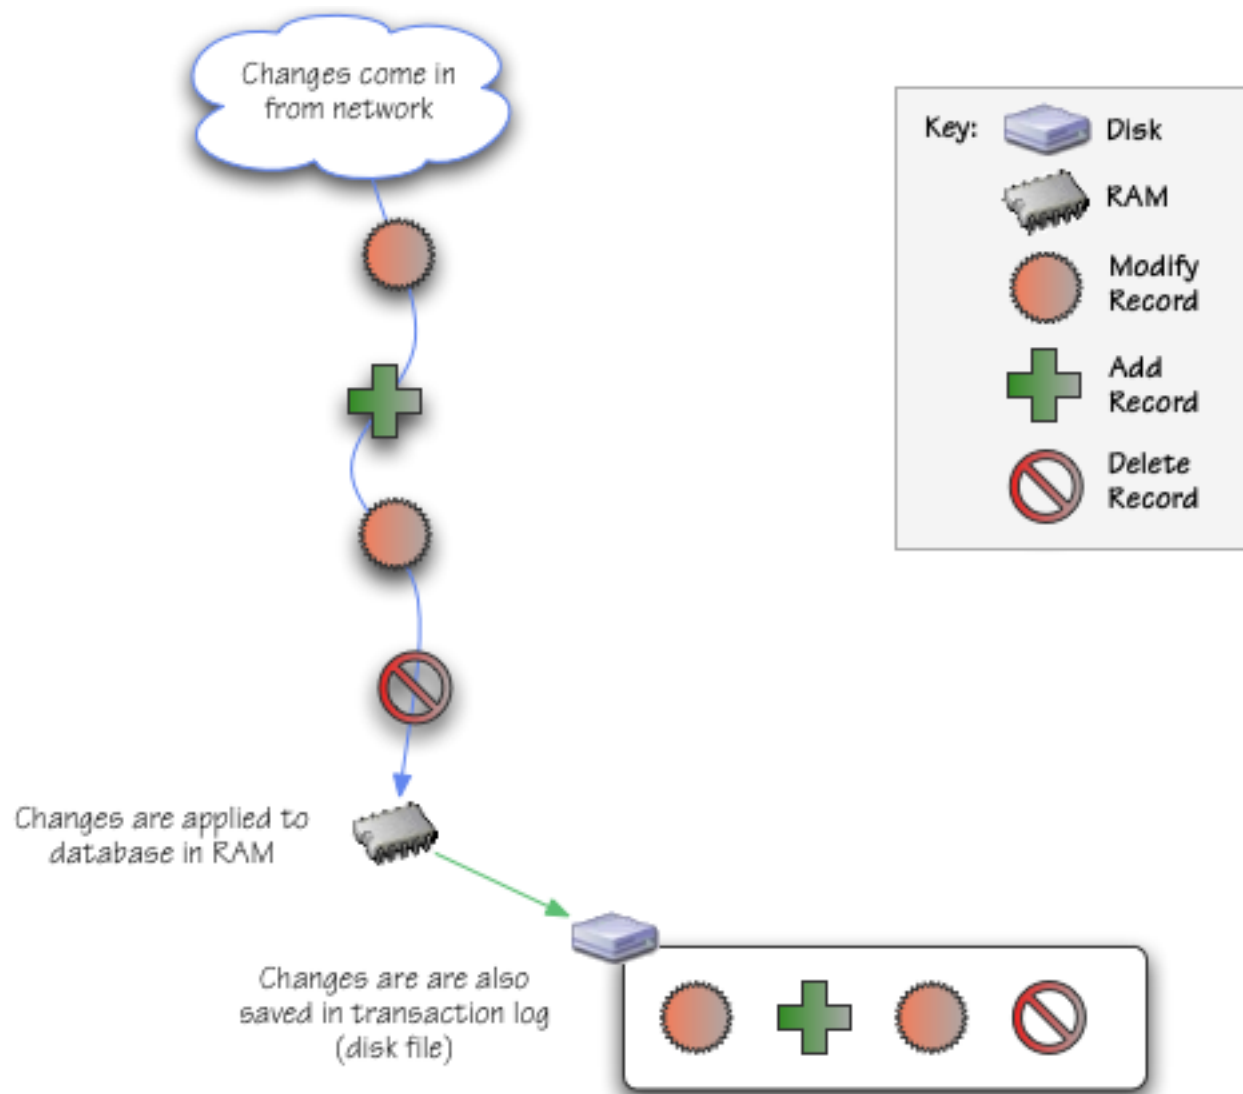 Changes come in
from network
Key:
Disk
RAM
Modify
Record
Add
Record
Delete
Record
Changes are applied to
database in RAM
Changes are are also
saved in transaction log
(disk file)